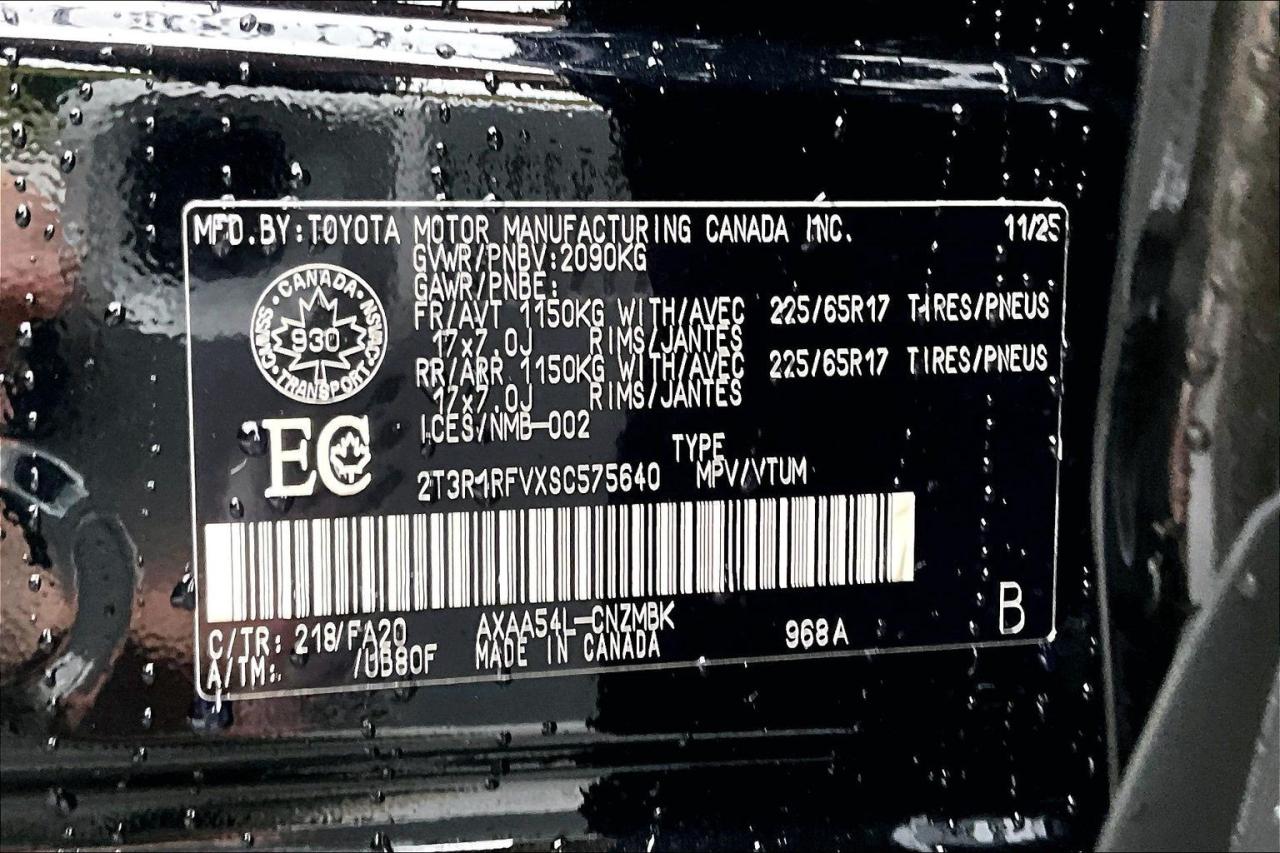 MFD.BY:TOYOTA MOTOR MANUFACTURING CANADA INC. 11/25
GVWR/PNBV:2090KG
GAWR/PNBE:
FR/AVT 1150KG WITH/AVEC 225/65R17 TIRES/PNEUS
17x7.0J RIMS/JANTES
RR/ARR 1150KG WITH/AVEC 225/65R17 TIRES/PNEUS
17x7.0J RIMS/JANTES
ICES/NMB-002
CANADA
930
TRANSPORT
CMVSS
NSVAC
EC
TYPE
2T3R1RFVXSC575640 MPV/VTUM
C/TR: 218/FA20 AXAA54L-CNZMBK 968A B
A/TM: /UB80F MADE IN CANADA